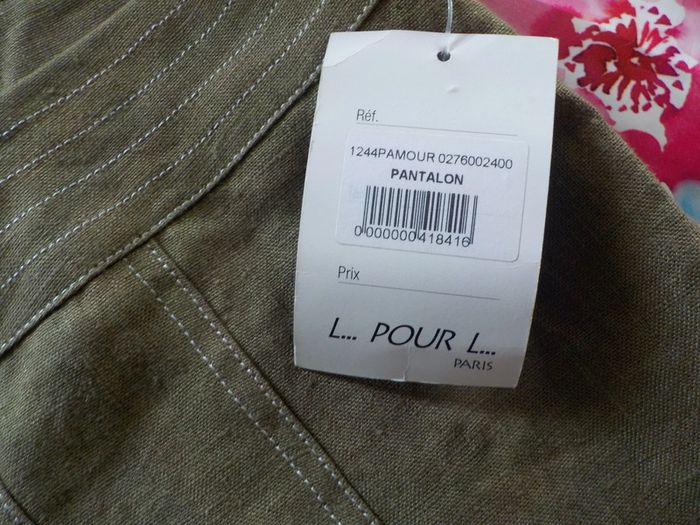 Réf.
1244PAMOUR 0276002400
PANTALON
0 000000 418416
Prix
L... POUR L...
PARIS